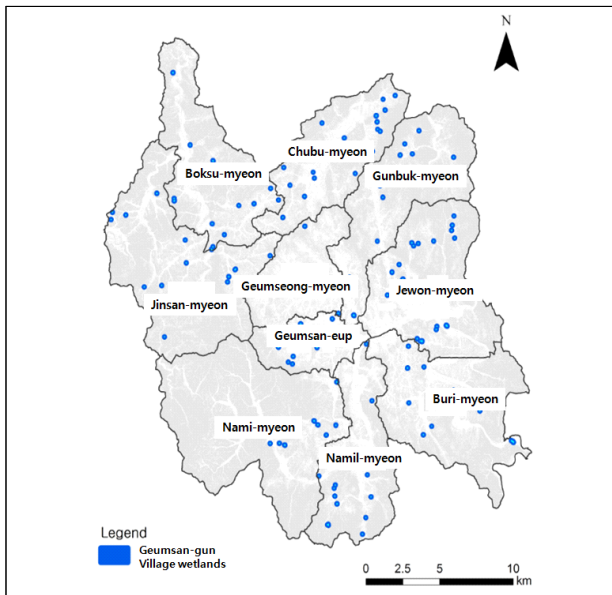 N
Chubu-myeon
Boksu-myeon
Gunbuk-myeon
Geumseong-myeon
Jewon-myeon
Jinsan-myeon
Geumsan-eup
Buri-myeon
Nami-myeon
Namil-myeon
Legend
Geumsan-gun
Village wetlands
0 2.5 5 10
km